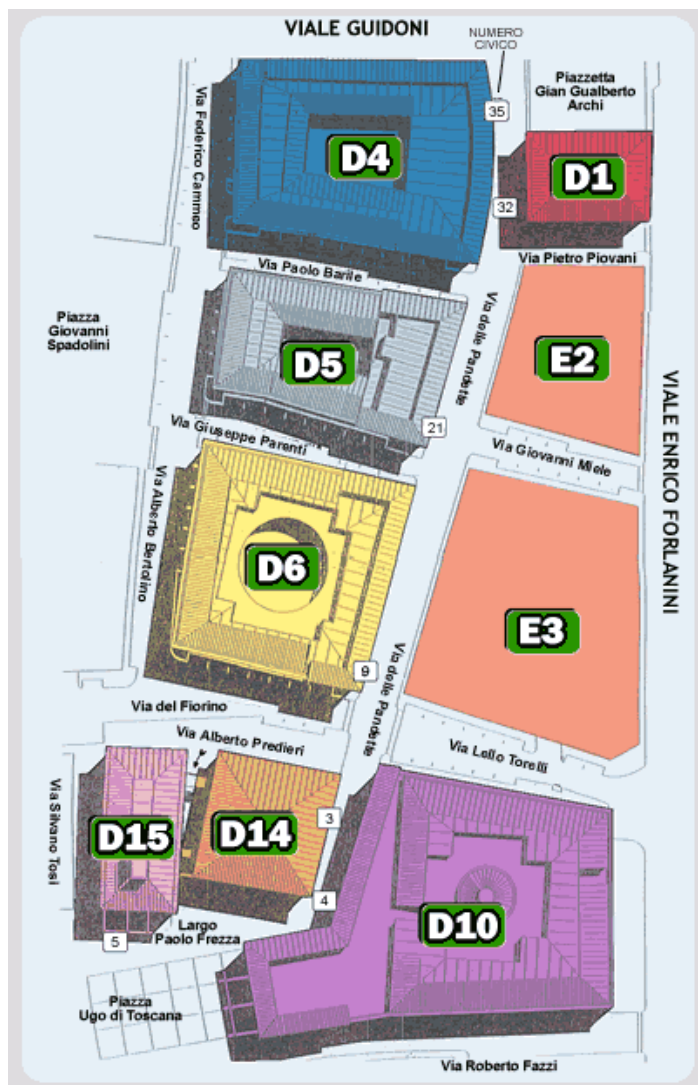 VIALE GUIDONI
NUMERO
CIVICO
Piazzetta
Gian Gualberto
Archi
Via Federico Cammeo
35
D4
D1
32
Via Pietro Piovani
Via Paolo Barile
Piazza
Giovanni
Spadolini
Via delle Pandette
E2
D5
VIALE ENRICO FORLANINI
21
Via Giuseppe Parenti
Via Giovanni Miele
Via Alberto Bertolino
D6
E3
9
Via delle Pandette
Via del Fiorino
Via Alberto Predieri
Via Lello Torelli
Via Silvano Tosi
D15
D14
3
4
D10
Largo
Paolo Frezza
5
Piazza
Ugo di Toscana
Via Roberto Fazzi